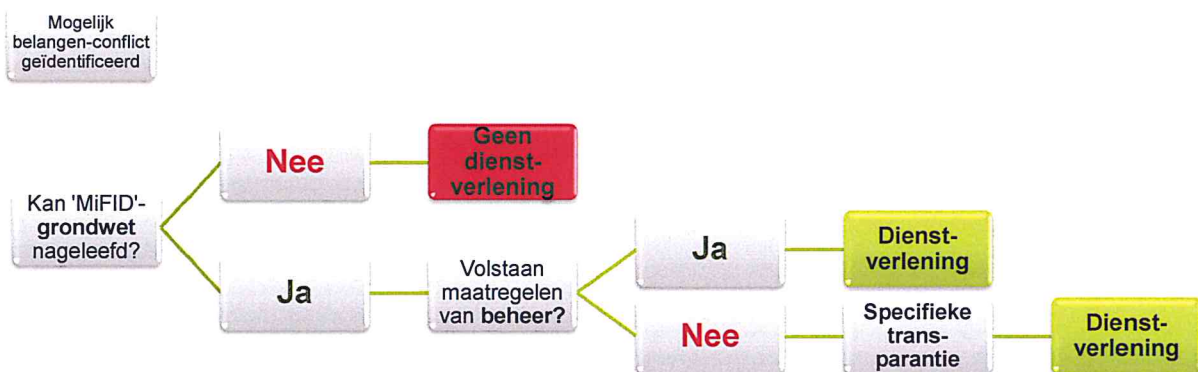 Mogelijk
belangen-conflict
geïdentificeerd
Kan 'MiFID'-
grondwet
nageleefd?
Nee
Geen
dienst-
verlening
Ja
Volstaan
maatregelen
van beheer?
Ja
Dienst-
verlening
Nee
Specifieke
trans-
parantie
Dienst-
verlening